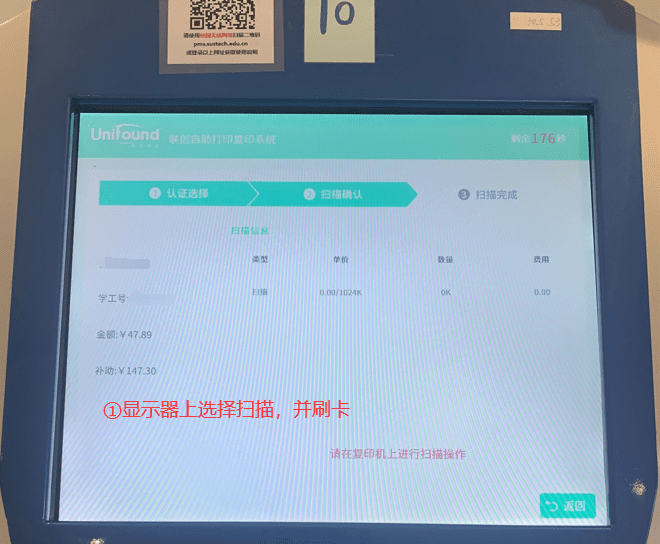 请使用校园无线网络扫描二维码
pms.sustech.edu.cn
或登录以上网址获取使用说明
10
Unifound 联创自助打印复印系统 剩余176秒
1 认证选择 2 扫描确认 3 扫描完成
扫描信息
类型 单价 数量 费用
学工号: 扫描 0.00/1024K 0K 0.00
金额:¥47.89
补助:¥147.30
①显示器上选择扫描，并刷卡
请在复印机上进行扫描操作
返回